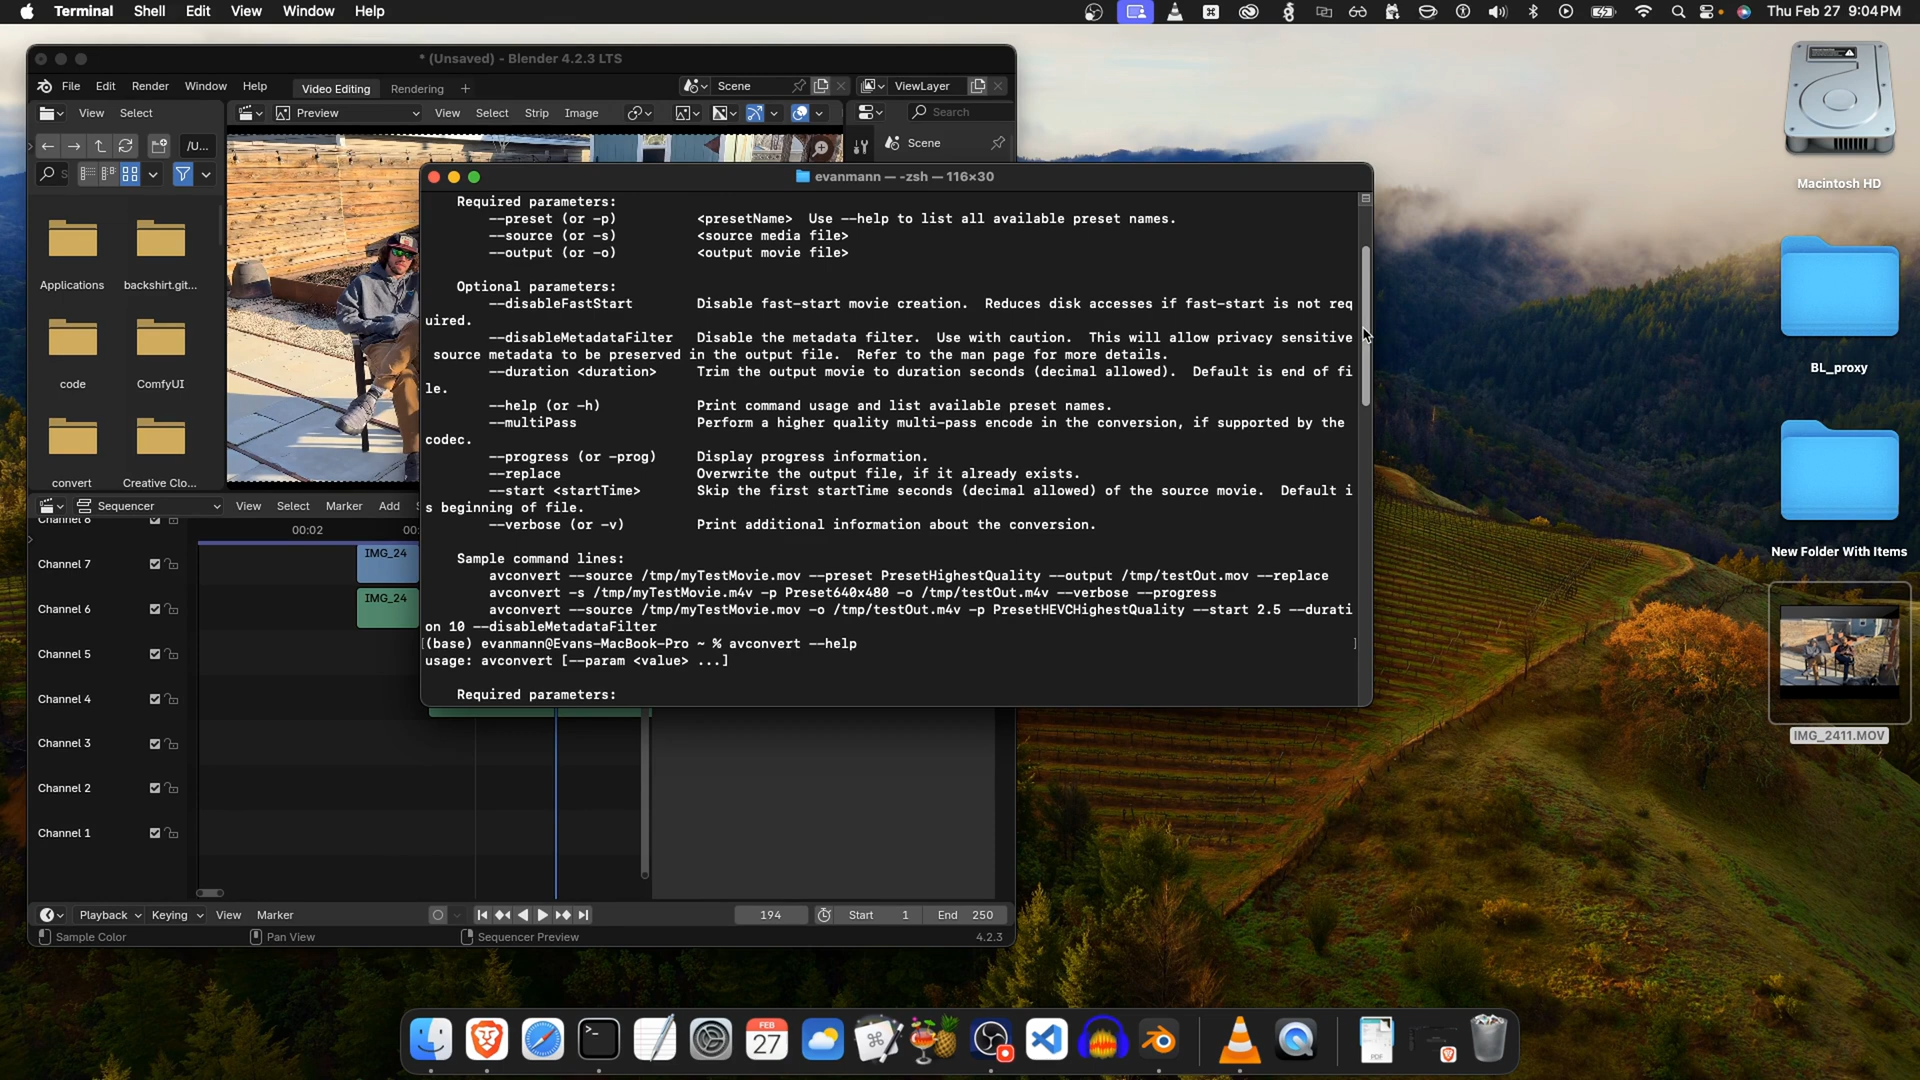 Terminal Shell Edit View Window Help
Thu Feb 27 9:04 PM
* (Unsaved) - Blender 4.2.3 LTS
File Edit Render Window Help Video Editing Rendering + Scene ViewLayer
View Select Preview View Select Strip Image Search
/U... Scene
S
Applications backshirt.git...
code ComfyUI
convert Creative Clo...
evanmann — -zsh — 116×30
Required parameters:
--preset (or -p) <presetName> Use --help to list all available preset names.
--source (or -s) <source media file>
--output (or -o) <output movie file>
Optional parameters:
--disableFastStart Disable fast-start movie creation. Reduces disk accesses if fast-start is not req
uired.
--disableMetadataFilter Disable the metadata filter. Use with caution. This will allow privacy sensitive
source metadata to be preserved in the output file. Refer to the man page for more details.
--duration <duration> Trim the output movie to duration seconds (decimal allowed). Default is end of fi
le.
--help (or -h) Print command usage and list available preset names.
--multiPass Perform a higher quality multi-pass encode in the conversion, if supported by the
codec.
--progress (or -prog) Display progress information.
--replace Overwrite the output file, if it already exists.
--start <startTime> Skip the first startTime seconds (decimal allowed) of the source movie. Default i
s beginning of file.
--verbose (or -v) Print additional information about the conversion.
Sample command lines:
avconvert --source /tmp/myTestMovie.mov --preset PresetHighestQuality --output /tmp/testOut.mov --replace
avconvert -s /tmp/myTestMovie.m4v -p Preset640x480 -o /tmp/testOut.m4v --verbose --progress
avconvert --source /tmp/myTestMovie.mov -o /tmp/testOut.m4v -p PresetHEVCHighestQuality --start 2.5 --durati
on 10 --disableMetadataFilter
[(base) evanmann@Evans-MacBook-Pro ~ % avconvert --help ]
usage: avconvert [--param <value> ...]
Required parameters:
Sequencer View Select Marker Add
Channel 8
00:02
Channel 7 IMG_24
Channel 6 IMG_24
Channel 5
Channel 4
Channel 3
Channel 2
Channel 1
Playback Keying View Marker 194 Start 1 End 250
Sample Color Pan View Sequencer Preview 4.2.3
Macintosh HD
BL_proxy
New Folder With Items
IMG_2411.MOV
FEB
27
PDF